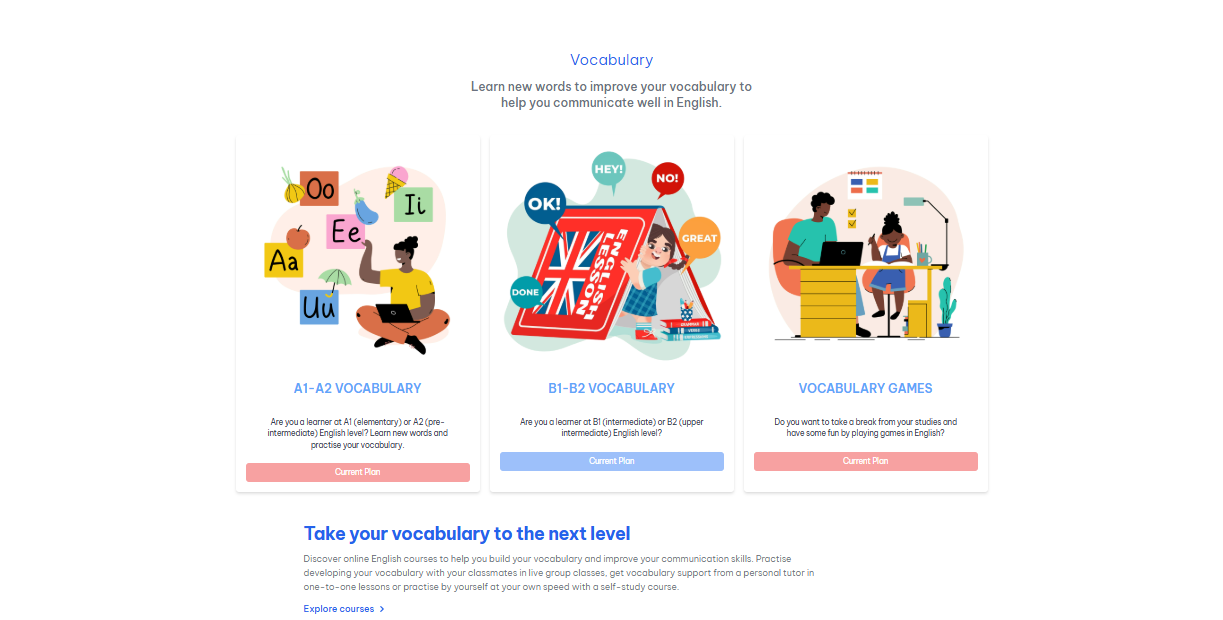 Vocabulary
Learn new words to improve your vocabulary to
help you communicate well in English.
Oo
Ii
Ee
Aa
Uu
HEY!
NO!
OK!
GREAT
DONE
ENGLISH
LESSON
GRAMMAR
VERBS
A1-A2 VOCABULARY
Are you a learner at A1 (elementary) or A2 (pre-
intermediate) English level? Learn new words and
practise your vocabulary.
Current Plan
B1-B2 VOCABULARY
Are you a learner at B1 (intermediate) or B2 (upper
intermediate) English level?
Current Plan
VOCABULARY GAMES
Do you want to take a break from your studies and
have some fun by playing games in English?
Current Plan
Take your vocabulary to the next level
Discover online English courses to help you build your vocabulary and improve your communication skills. Practise
developing your vocabulary with your classmates in live group classes, get vocabulary support from a personal tutor in
one-to-one lessons or practise by yourself at your own speed with a self-study course.
Explore courses